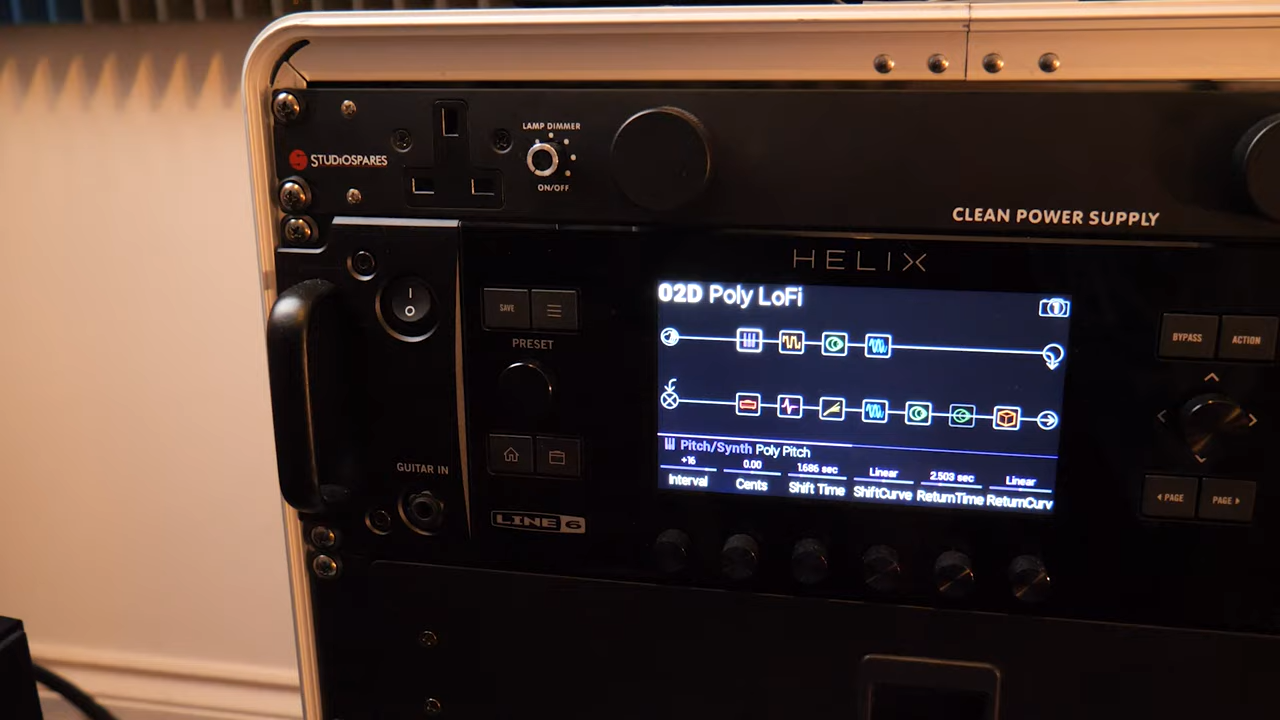 LAMP DIMMER
STUDIOSPARES
ON/OFF
CLEAN POWER SUPPLY
HELIX
I
O
SAVE
PRESET
02D Poly LoFi
1
BYPASS
ACTION
Pitch/Synth Poly Pitch
+16 0.00 1.686 sec Linear 2.503 sec Linear
Interval Cents Shift Time ShiftCurve ReturnTime ReturnCurv
GUITAR IN
PAGE
PAGE
LINE 6